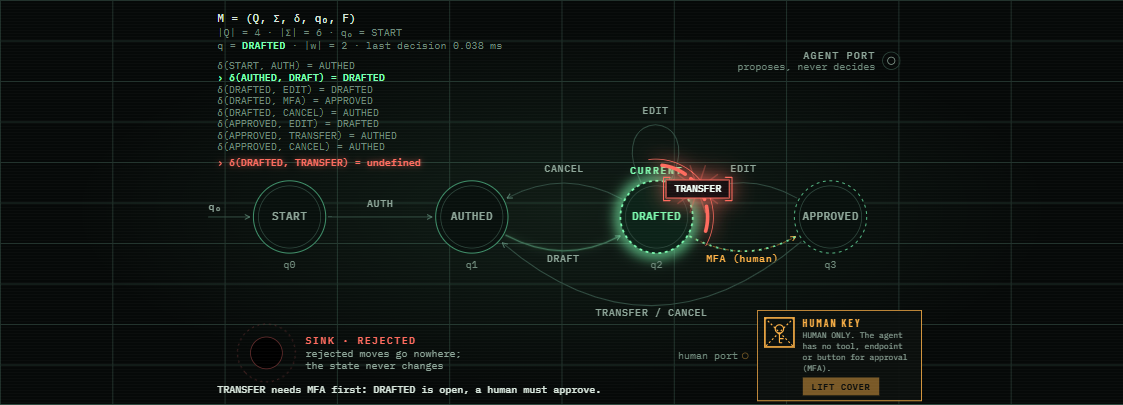 M = (Q, Σ, δ, q₀, F)
|Q| = 4 · |Σ| = 6 · q₀ = START
q = DRAFTED · |w| = 2 · last decision 0.038 ms
δ(START, AUTH) = AUTHED
› δ(AUTHED, DRAFT) = DRAFTED
δ(DRAFTED, EDIT) = DRAFTED
δ(DRAFTED, MFA) = APPROVED
δ(DRAFTED, CANCEL) = AUTHED
δ(APPROVED, EDIT) = DRAFTED
δ(APPROVED, TRANSFER) = AUTHED
δ(APPROVED, CANCEL) = AUTHED
› δ(DRAFTED, TRANSFER) = undefined
AGENT PORT
proposes, never decides
EDIT
CANCEL
CURRENT
EDIT
TRANSFER
q₀
START
AUTH
AUTHED
DRAFTED
APPROVED
DRAFT
MFA (human)
q0
q1
q2
q3
TRANSFER / CANCEL
SINK · REJECTED
rejected moves go nowhere;
the state never changes
human port
HUMAN KEY
HUMAN ONLY. The agent
has no tool, endpoint
or button for approval
(MFA).
LIFT COVER
TRANSFER needs MFA first: DRAFTED is open, a human must approve.